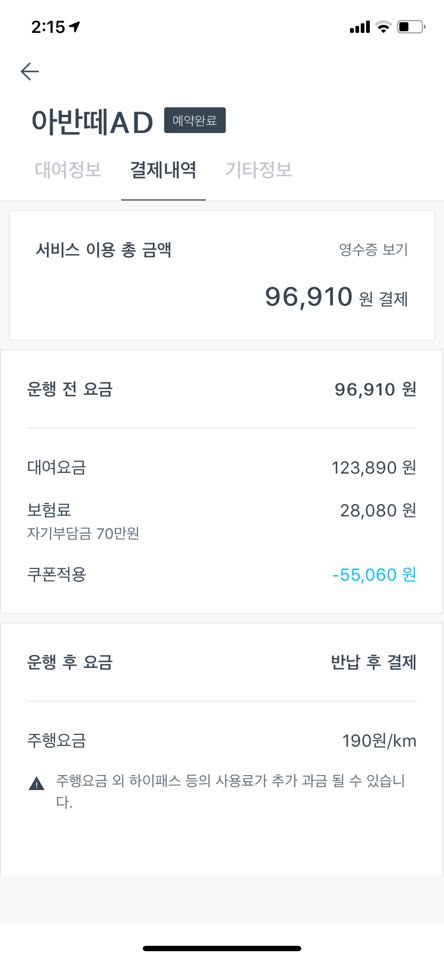 2:15
아반떼AD 예약완료
대여정보 결제내역 기타정보
서비스 이용 총 금액 영수증 보기
96,910 원 결제
운행 전 요금 96,910 원
대여요금 123,890 원
보험료 28,080 원
자기부담금 70만원
쿠폰적용 -55,060 원
운행 후 요금 반납 후 결제
주행요금 190원/km
주행요금 외 하이패스 등의 사용료가 추가 과금 될 수 있습니
다.